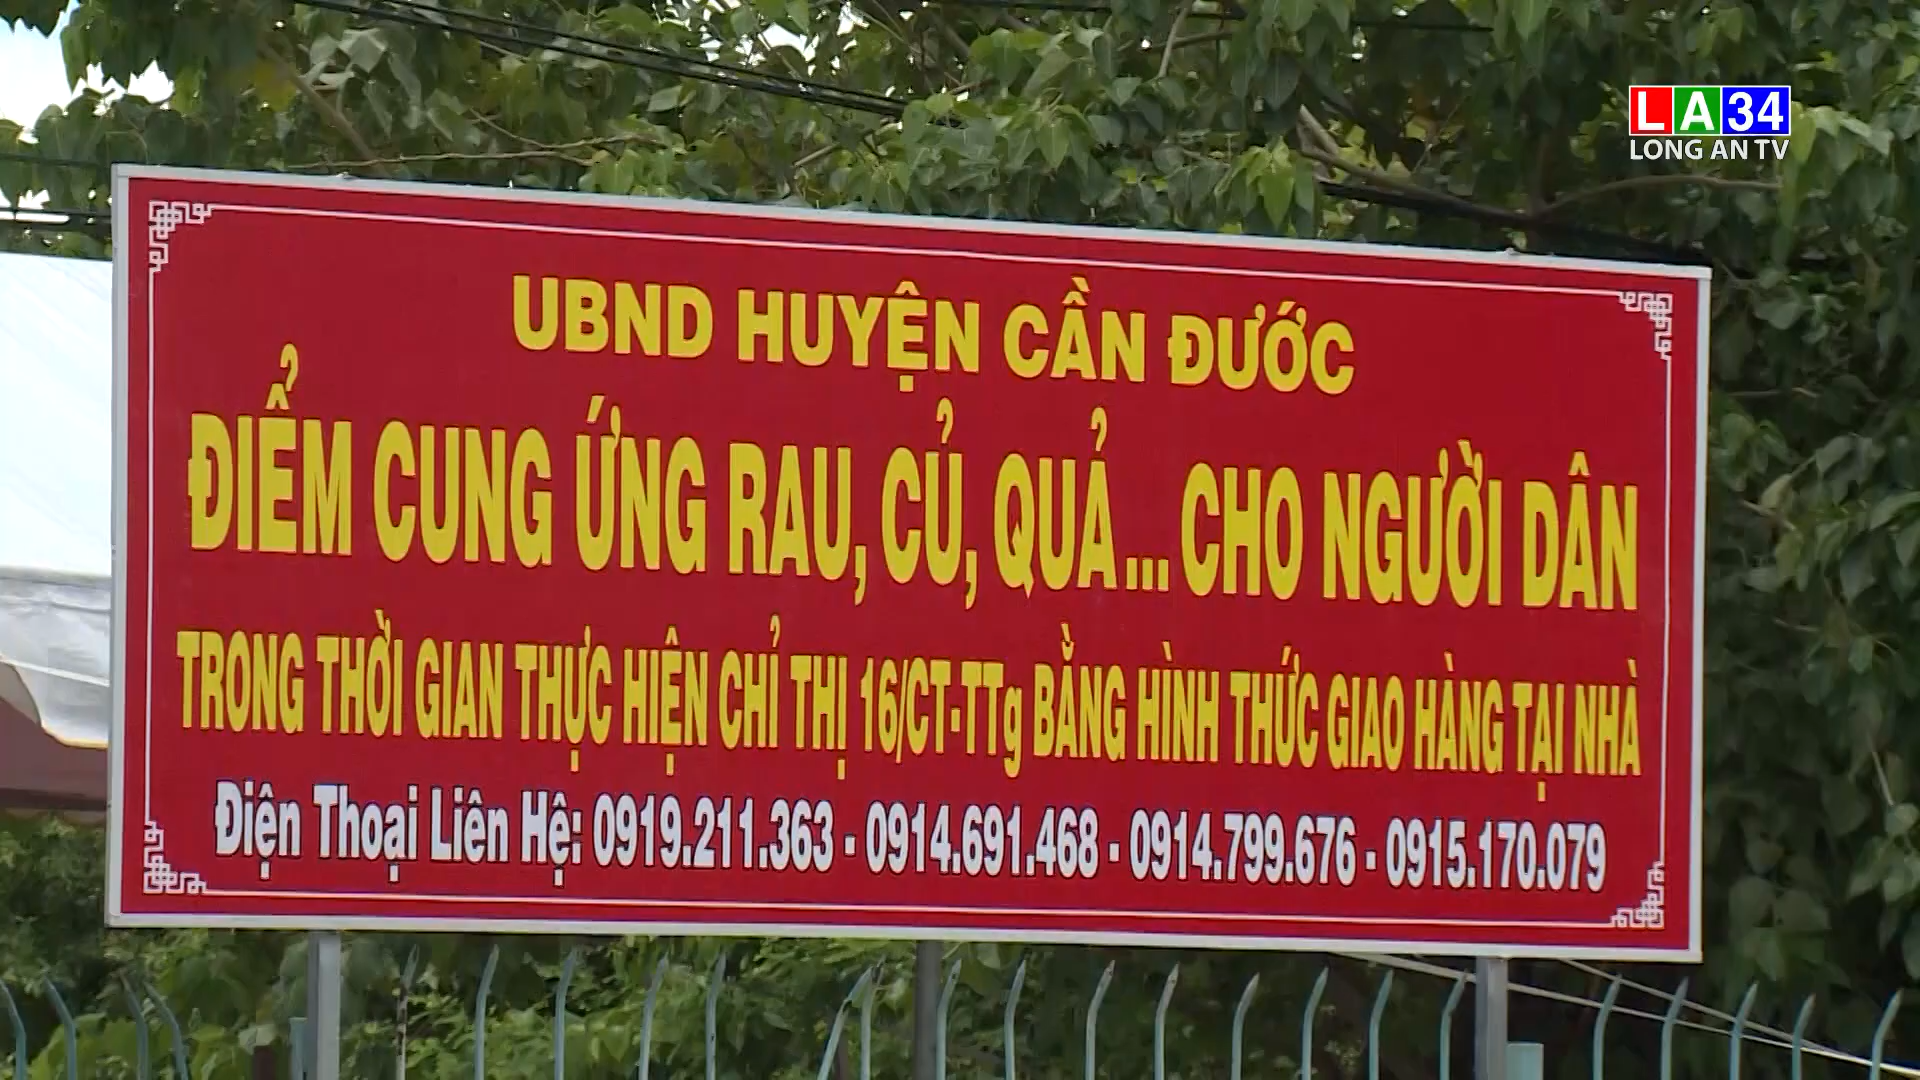 LA34
LONG AN TV
UBND HUYỆN CẦN ĐƯỚC
ĐIỂM CUNG ỨNG RAU, CỦ, QUẢ... CHO NGƯỜI DÂN
TRONG THỜI GIAN THỰC HIỆN CHỈ THỊ 16/CT-TTg BẰNG HÌNH THỨC GIAO HÀNG TẠI NHÀ
Điện Thoại Liên Hệ: 0919.211.363 - 0914.691.468 - 0914.799.676 - 0915.170.079